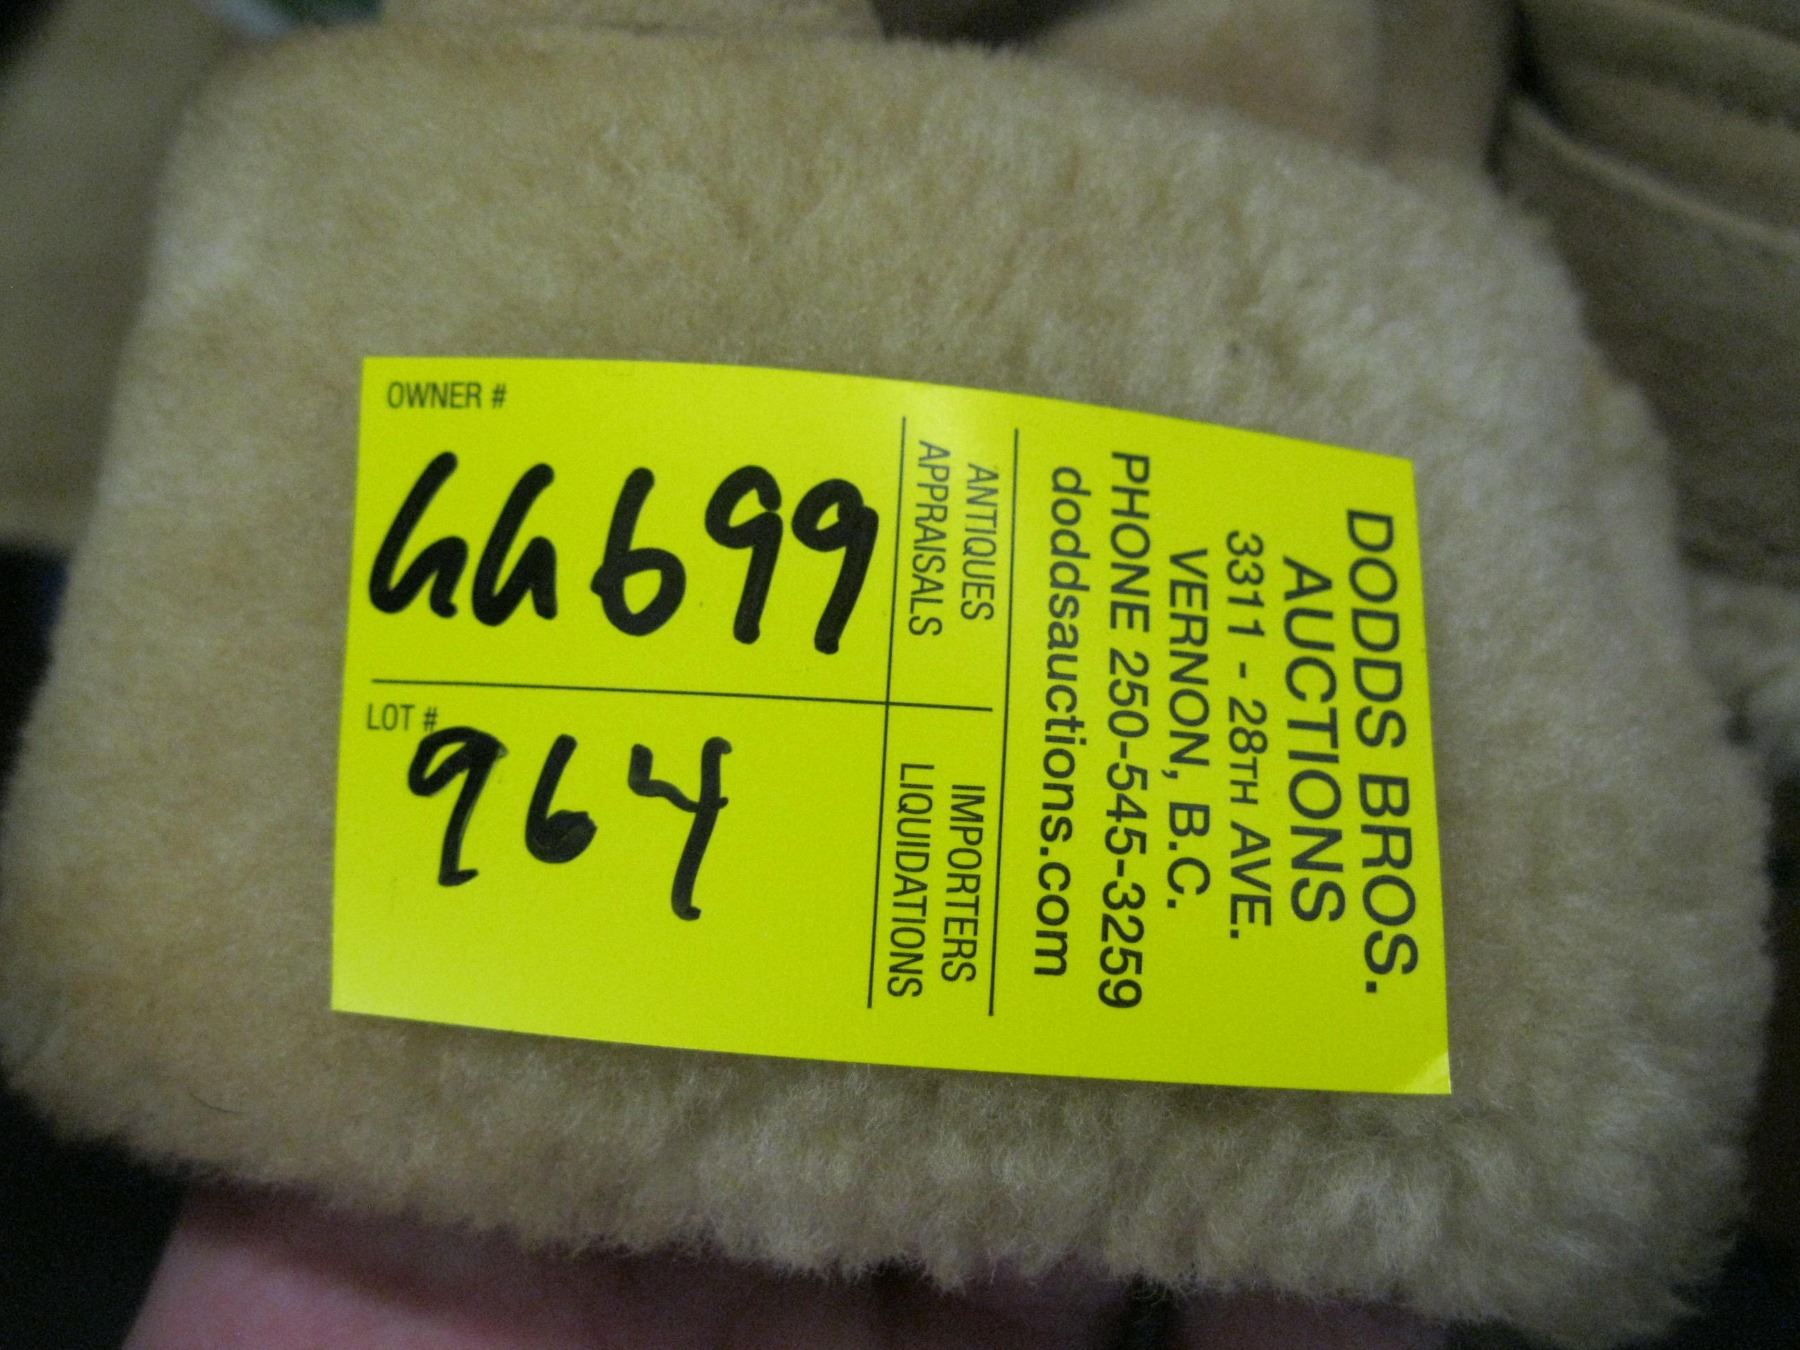 DODDS BROS.
AUCTIONS
3311 - 28TH AVE.
VERNON, B.C.
PHONE 250-545-3259
doddsauctions.com
ANTIQUES
APPRAISALS
IMPORTERS
LIQUIDATIONS
OWNER #
GG699
LOT #
964